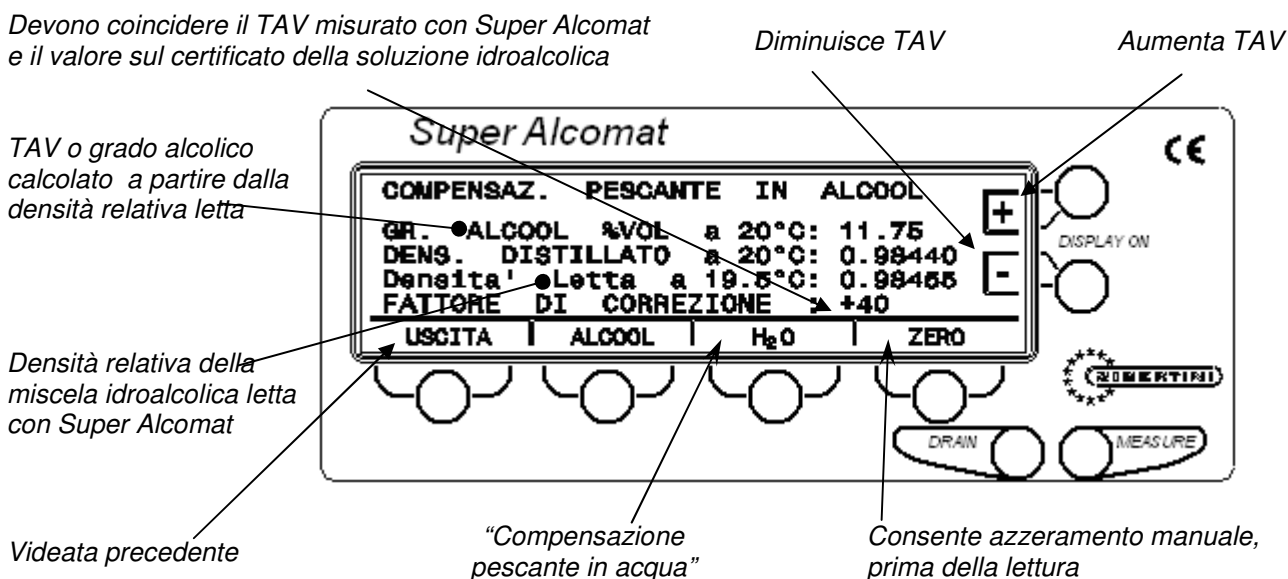 Devono coincidere il TAV misurato con Super Alcomat
e il valore sul certificato della soluzione idroalcolica
Diminuisce TAV
Aumenta TAV
TAV o grado alcolico
calcolato a partire dalla
densità relativa letta
Super Alcomat
CE
COMPENSAZ. PESCANTE IN ALCOOL
GR. ALCOOL %VOL a 20°C: 11.75
DENS. DISTILLATO a 20°C: 0.98440
Densita' Letta a 19.5°C: 0.98455
FATTORE DI CORREZIONE : +40
+
-
DISPLAY ON
USCITA
ALCOOL
H₂O
ZERO
Densità relativa della
miscela idroalcolica letta
con Super Alcomat
DRAIN
MEASURE
Videata precedente
“Compensazione
pescante in acqua”
Consente azzeramento manuale,
prima della lettura